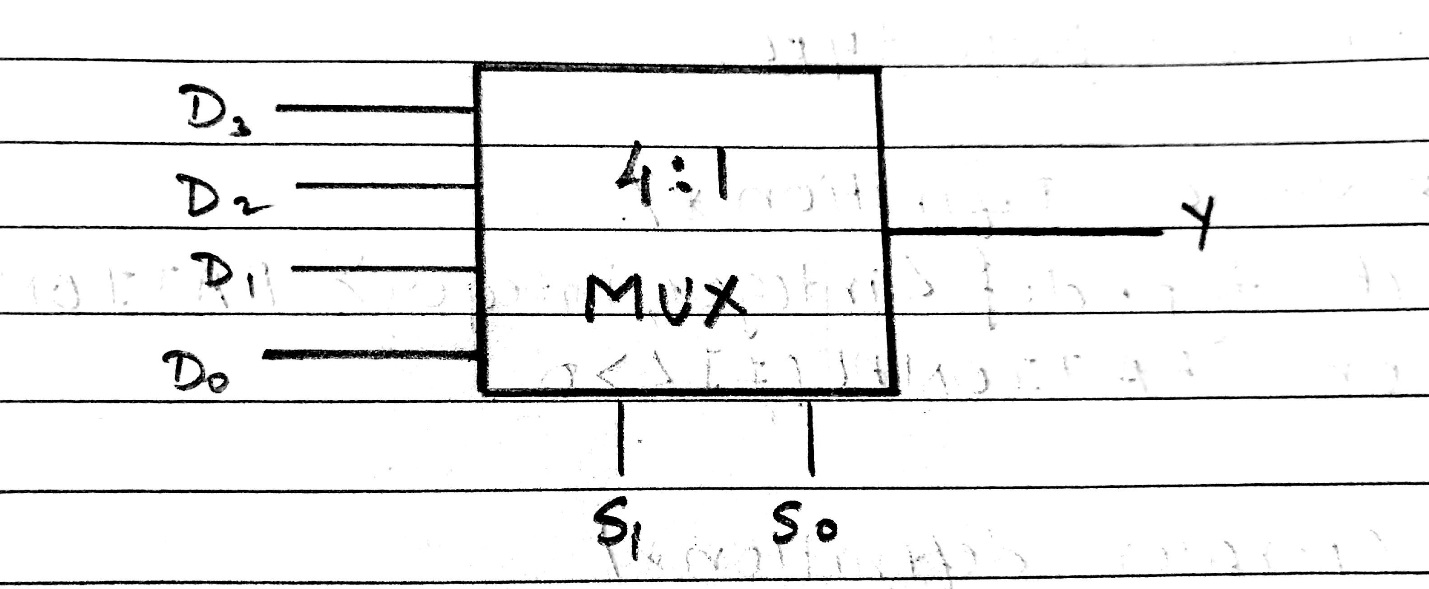 D₃
4:1
D₂
Y
D₁
MUX
D₀
S₁ S₀